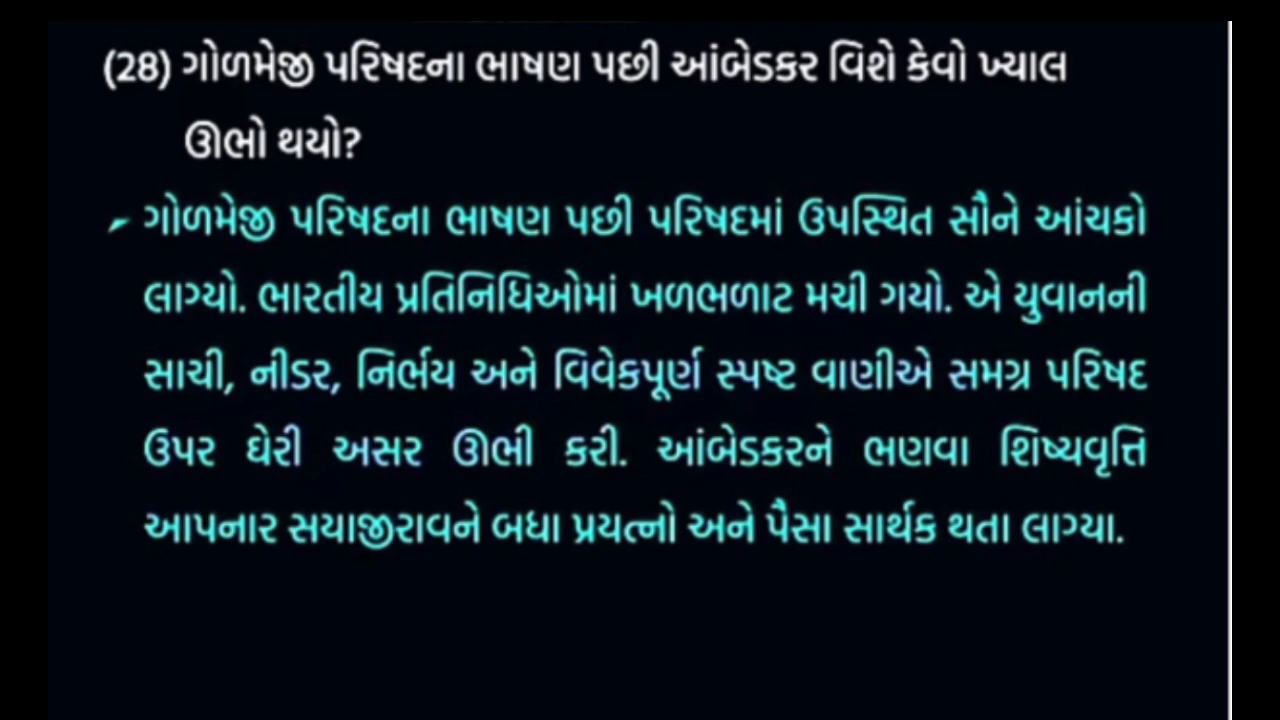 (28) ગોળમેજી પરિષદના ભાષણ પછી આંબેડકર વિશે કેવો ખ્યાલ
ઊભો થયો?
ગોળમેજી પરિષદના ભાષણ પછી પરિષદમાં ઉપસ્થિત સૌને આંચકો
લાગ્યો. ભારતીય પ્રતિનિધિઓમાં ખળભળાટ મચી ગયો. એ યુવાનની
સાચી, નીડર, નિર્ભય અને વિવેકપૂર્ણ સ્પષ્ટ વાણીએ સમગ્ર પરિષદ
ઉપર ઘેરી અસર ઊભી કરી. આંબેડકરને ભણવા શિષ્યવૃત્તિ
આપનાર સયાજીરાવને બધા પ્રયત્નો અને પૈસા સાર્થક થતા લાગ્યા.